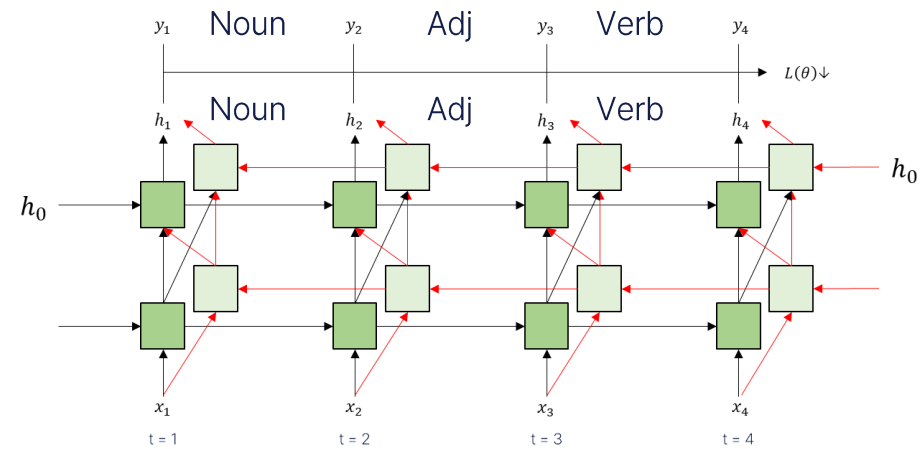 y₁ Noun y₂ Adj y₃ Verb y₄
L(θ)↓
h₁ Noun h₂ Adj h₃ Verb h₄
h₀
h₀
x₁ x₂ x₃ x₄
t = 1 t = 2 t = 3 t = 4